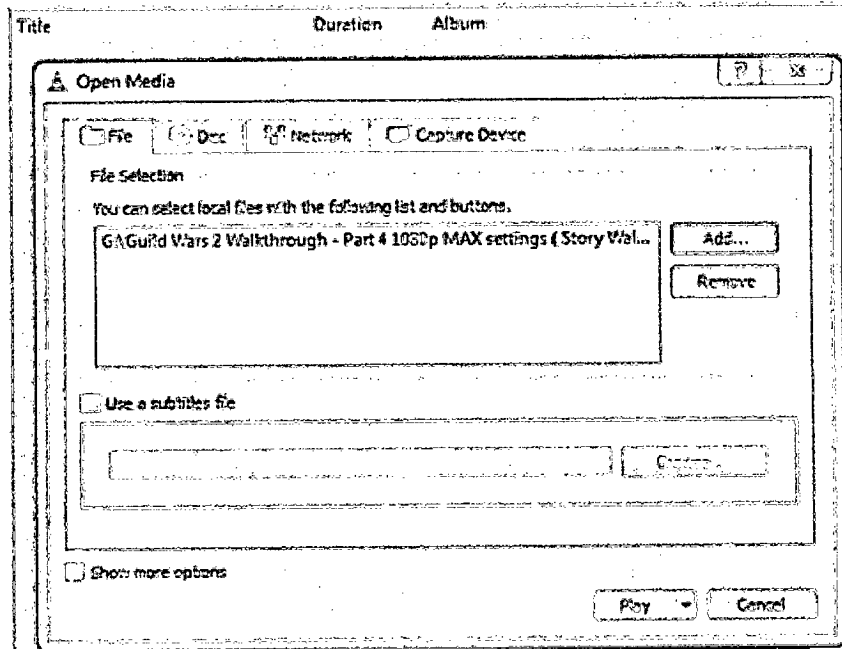 Title Duration Album
Open Media
File Disc Network Capture Device
File Selection
You can select local files with the following list and buttons.
G:\Guild Wars 2 Walkthrough - Part 4 1080p MAX settings ( Story Wal...
Add...
Remove
Use a subtitles file
Show more options
Play Cancel